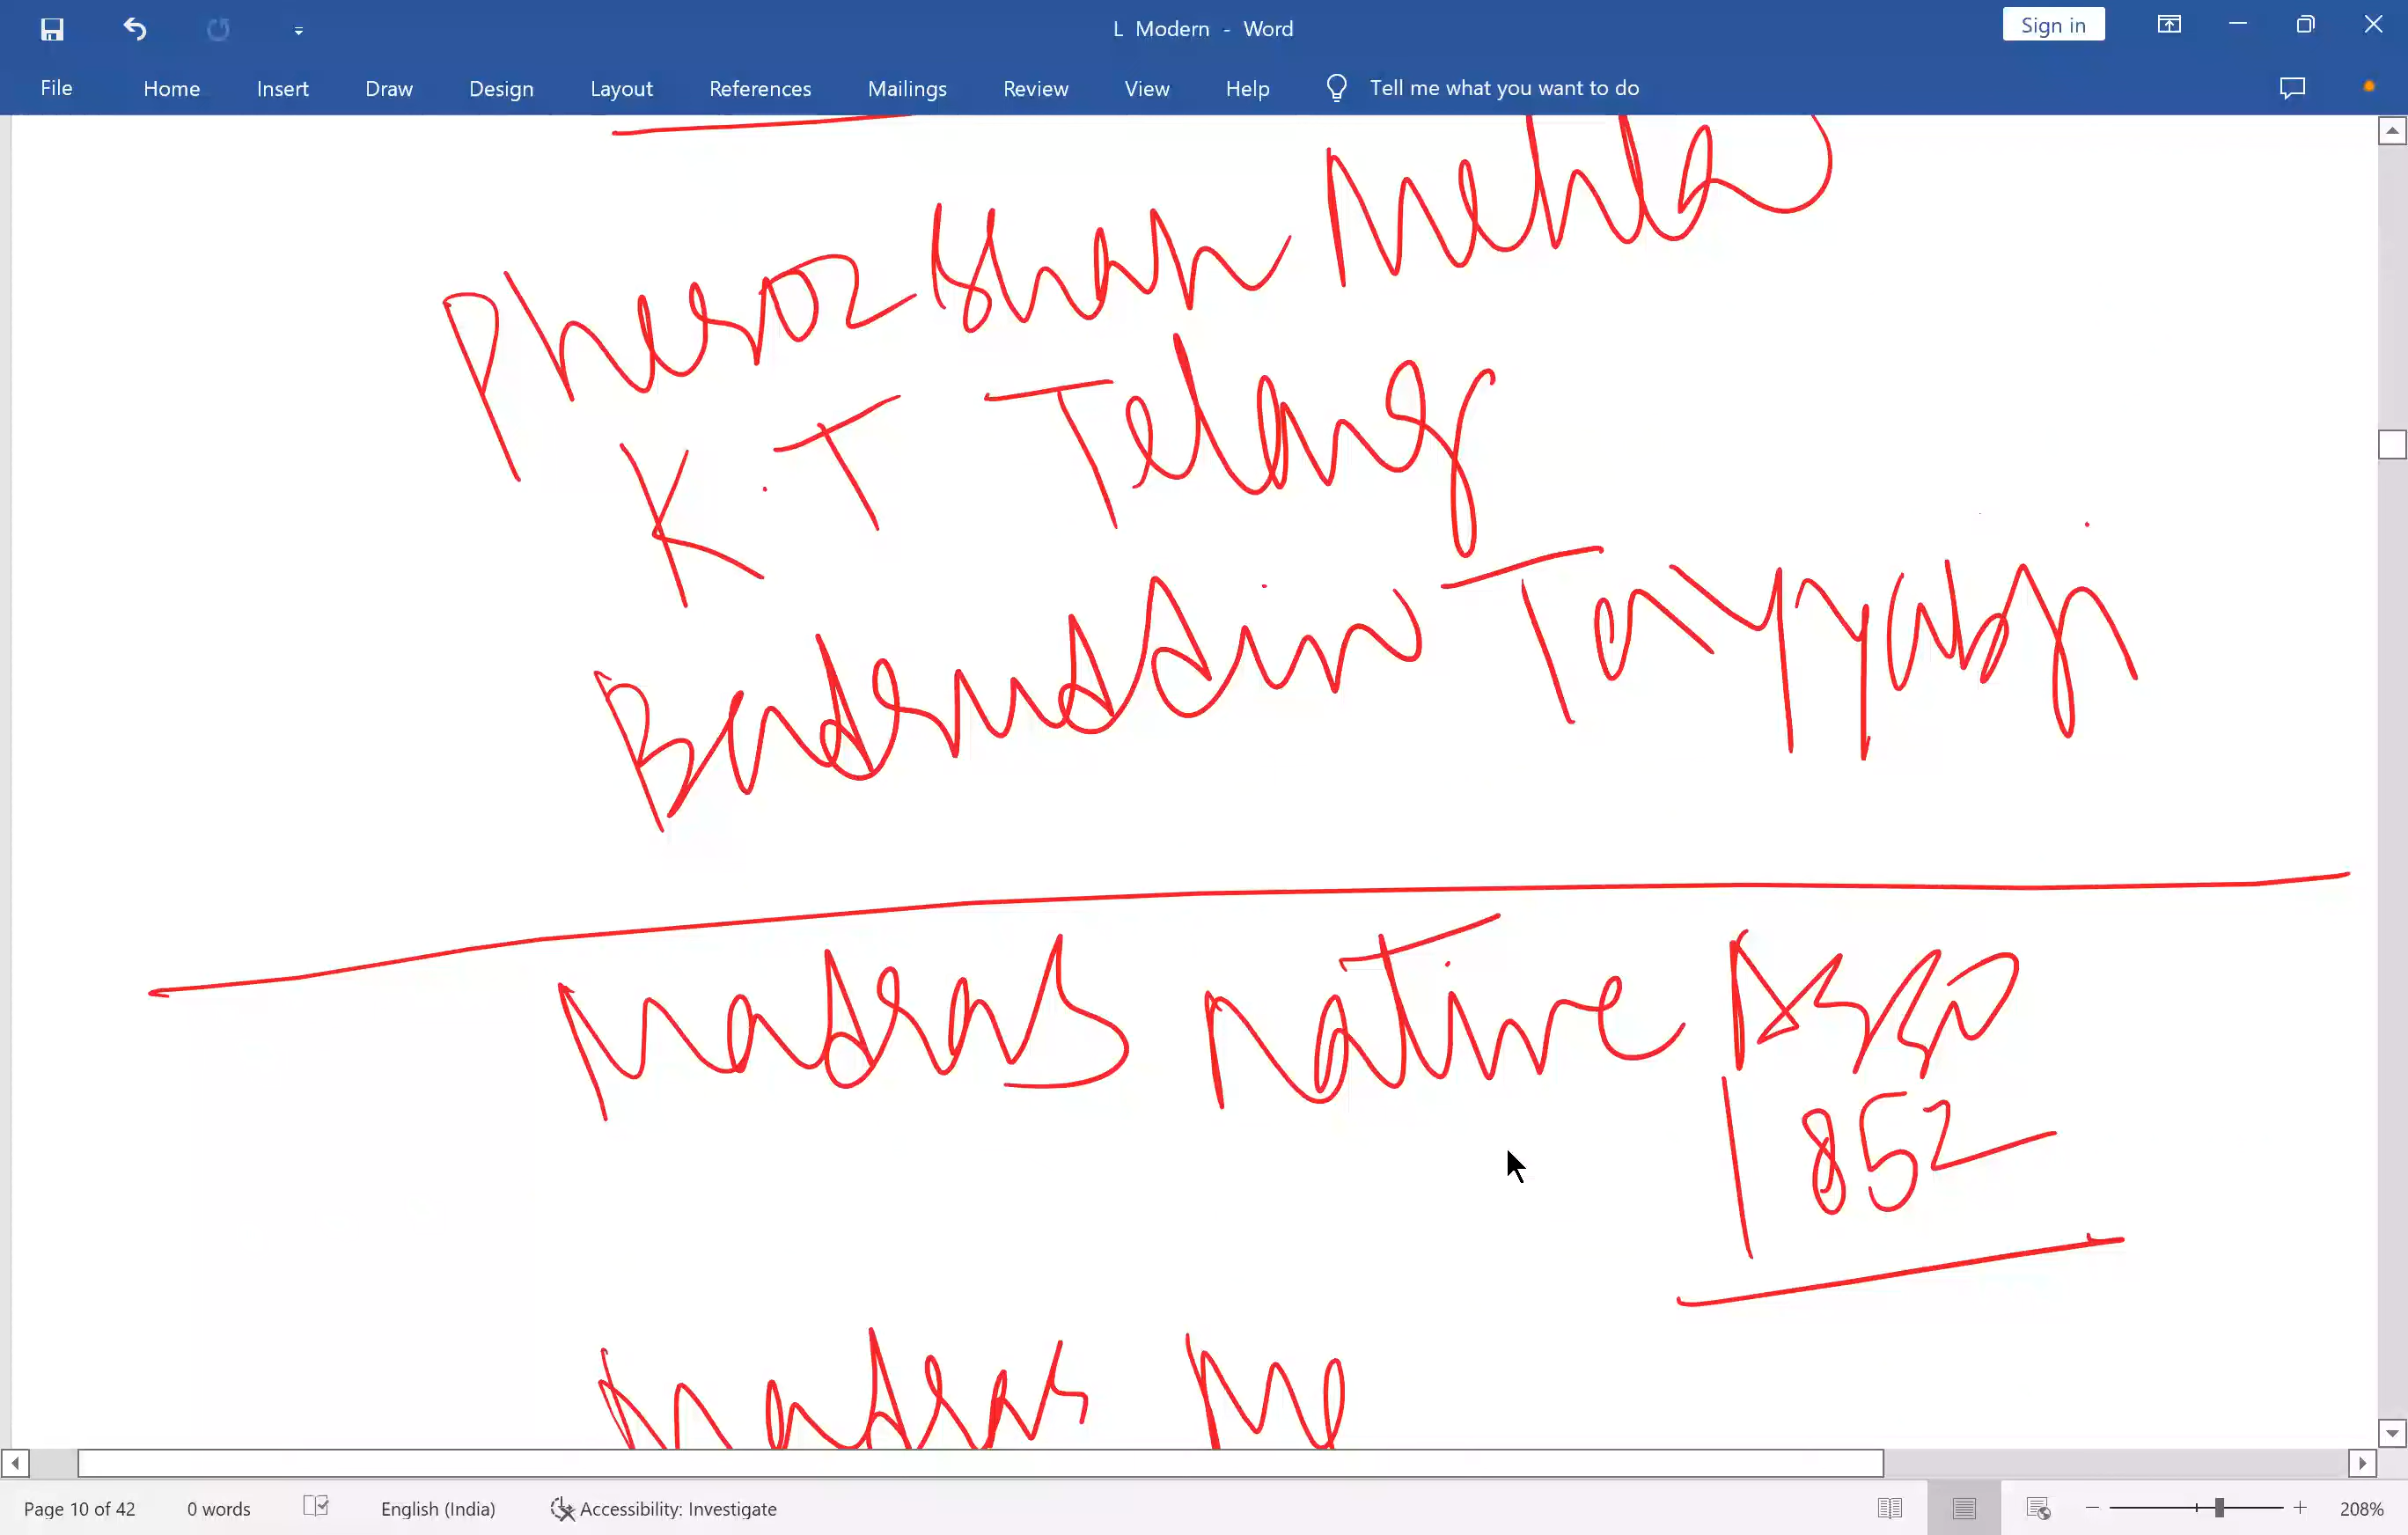 L Modern - Word
Sign in
File Home Insert Draw Design Layout References Mailings Review View Help Tell me what you want to do
Pherozshah Mehta
K.T Telang
Badruddin Tayyabji
Madras Native Asso
1852
Madras
Page 10 of 42 0 words English (India) Accessibility: Investigate 208%